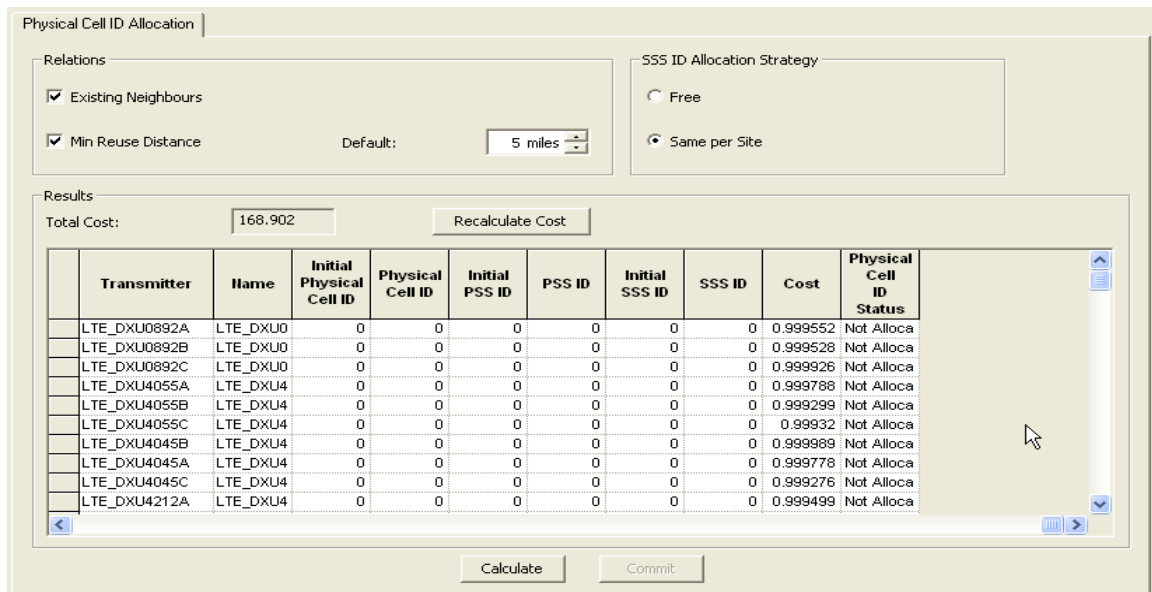 Physical Cell ID Allocation
Relations
Existing Neighbours
Min Reuse Distance Default: 5 miles
SSS ID Allocation Strategy
Free
Same per Site
Results
Total Cost: 168.902 Recalculate Cost
Transmitter Name Initial Physical Cell ID Physical Cell ID Initial PSS ID PSS ID Initial SSS ID SSS ID Cost Physical Cell ID Status
LTE_DXU0892A LTE_DXU0 0 0 0 0 0 0 0.999552 Not Alloca
LTE_DXU0892B LTE_DXU0 0 0 0 0 0 0 0.999528 Not Alloca
LTE_DXU0892C LTE_DXU0 0 0 0 0 0 0 0.999926 Not Alloca
LTE_DXU4055A LTE_DXU4 0 0 0 0 0 0 0.999788 Not Alloca
LTE_DXU4055B LTE_DXU4 0 0 0 0 0 0 0.999299 Not Alloca
LTE_DXU4055C LTE_DXU4 0 0 0 0 0 0 0.99932 Not Alloca
LTE_DXU4045B LTE_DXU4 0 0 0 0 0 0 0.999989 Not Alloca
LTE_DXU4045A LTE_DXU4 0 0 0 0 0 0 0.999778 Not Alloca
LTE_DXU4045C LTE_DXU4 0 0 0 0 0 0 0.999276 Not Alloca
LTE_DXU4212A LTE_DXU4 0 0 0 0 0 0 0.999499 Not Alloca
Calculate Commit